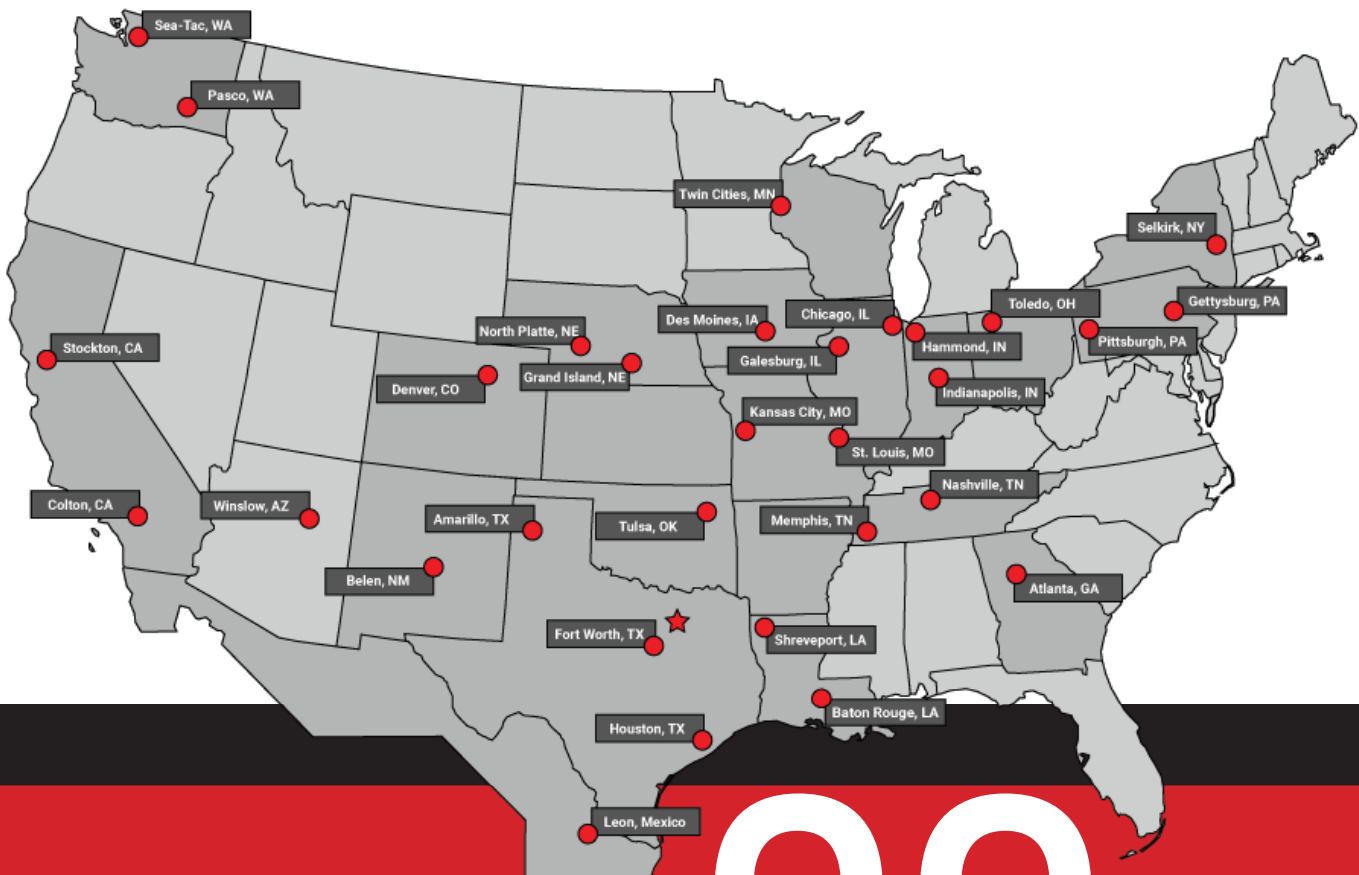 Sea-Tac, WA
Pasco, WA
Twin Cities, MN
Selkirk, NY
Gettysburg, PA
Toledo, OH
Chicago, IL
Des Moines, IA
North Platte, NE
Pittsburgh, PA
Hammond, IN
Stockton, CA
Galesburg, IL
Grand Island, NE
Denver, CO
Indianapolis, IN
Kansas City, MO
St. Louis, MO
Nashville, TN
Colton, CA
Winslow, AZ
Amarillo, TX
Tulsa, OK
Memphis, TN
Belen, NM
Atlanta, GA
Fort Worth, TX
Shreveport, LA
Baton Rouge, LA
Houston, TX
Leon, Mexico